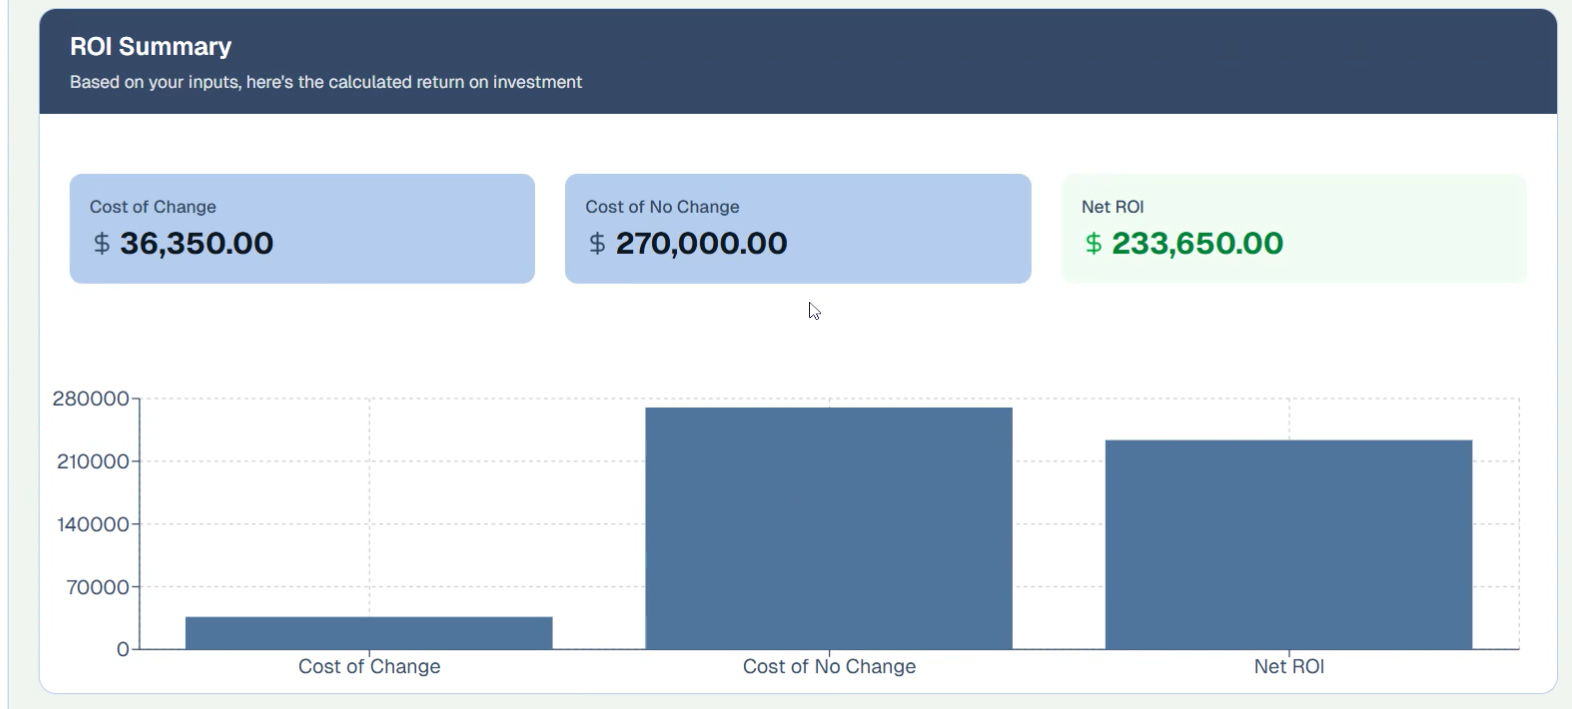 ROI Summary
Based on your inputs, here's the calculated return on investment
Cost of Change
$ 36,350.00
Cost of No Change
$ 270,000.00
Net ROI
$ 233,650.00
280000
210000
140000
70000
0
Cost of Change
Cost of No Change
Net ROI